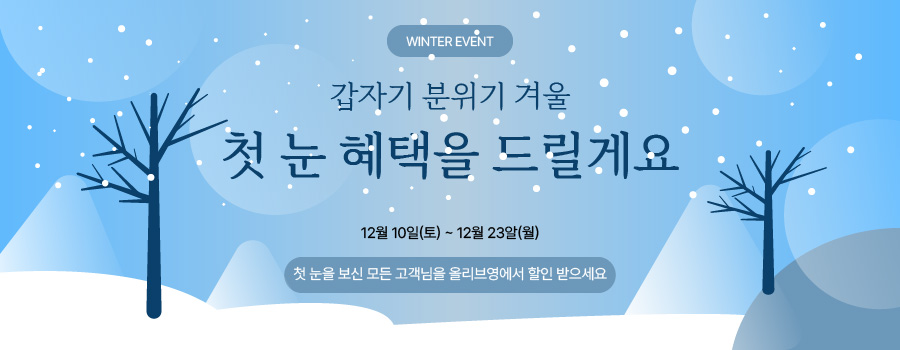 WINTER EVENT
갑자기 분위기 겨울
첫 눈 혜택을 드릴게요
12월 10일(토) ~ 12월 23알(월)
첫 눈을 보신 모든 고객님을 올리브영에서 할인 받으세요